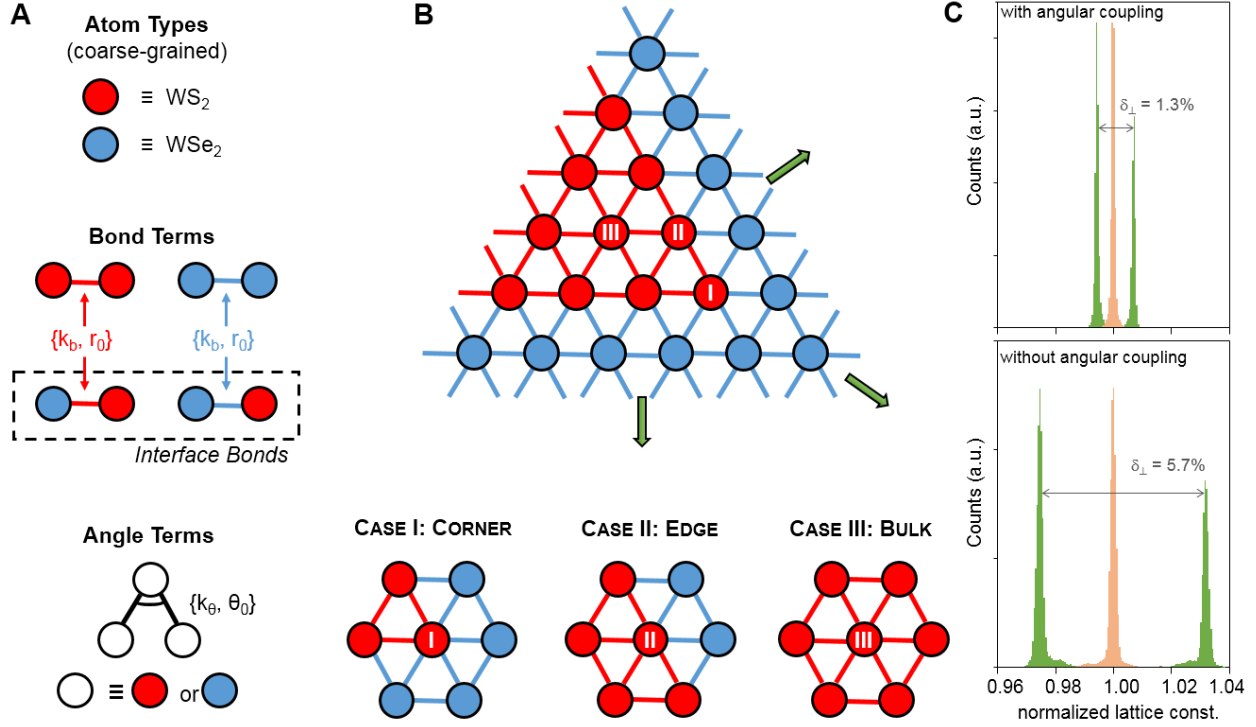 A
Atom Types
(coarse-grained)
≡ WS2
≡ WSe2
Bond Terms
{kb, r0}
{kb, r0}
Interface Bonds
Angle Terms
{kθ, θ0}
≡ or
B
III
II
I
CASE I: CORNER
CASE II: EDGE
CASE III: BULK
I
II
III
C
with angular coupling
δ⊥ = 1.3%
Counts (a.u.)
without angular coupling
δ⊥ = 5.7%
Counts (a.u.)
0.96 0.98 1.00 1.02 1.04
normalized lattice const.